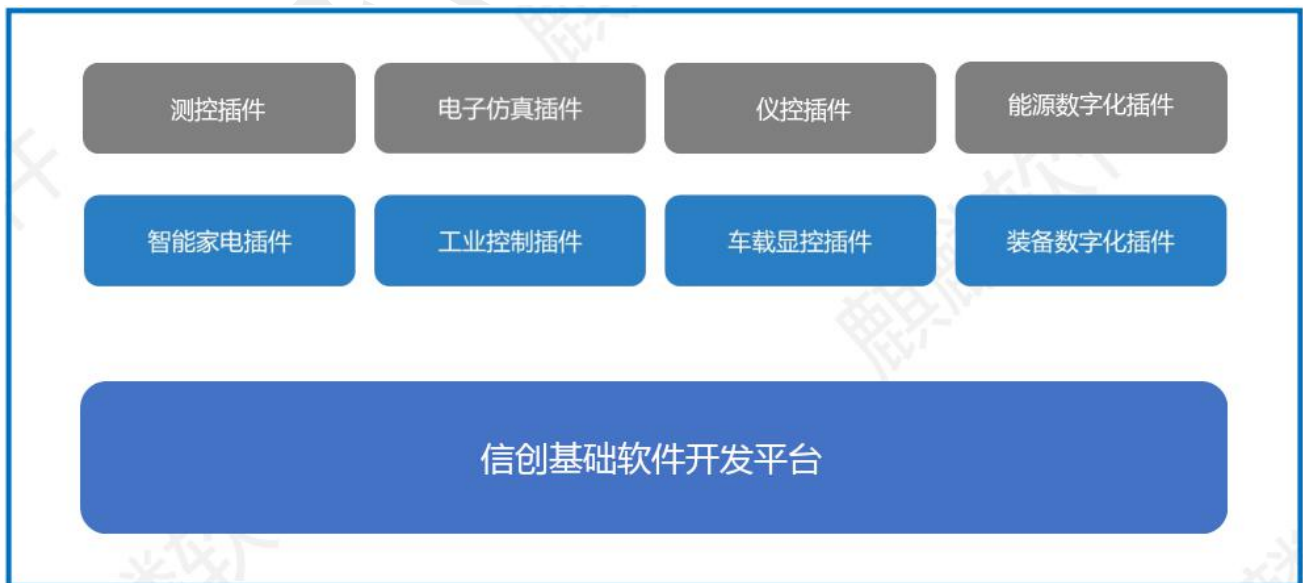 测控插件
电子仿真插件
仪控插件
能源数字化插件
智能家电插件
工业控制插件
车载显控插件
装备数字化插件
信创基础软件开发平台